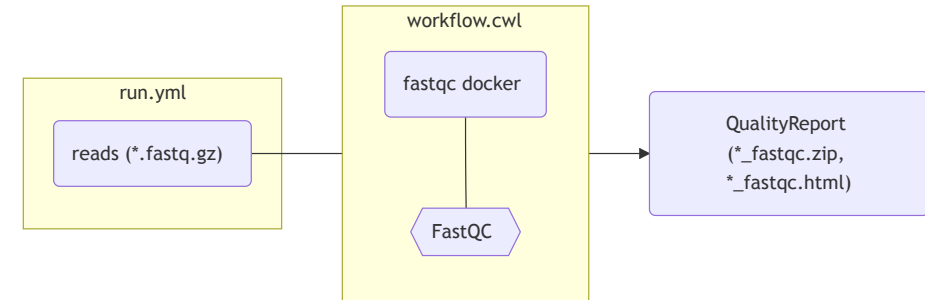 workflow.cwl
fastqc docker
run.yml
reads (*.fastq.gz)
QualityReport
(*_fastqc.zip,
*_fastqc.html)
FastQC